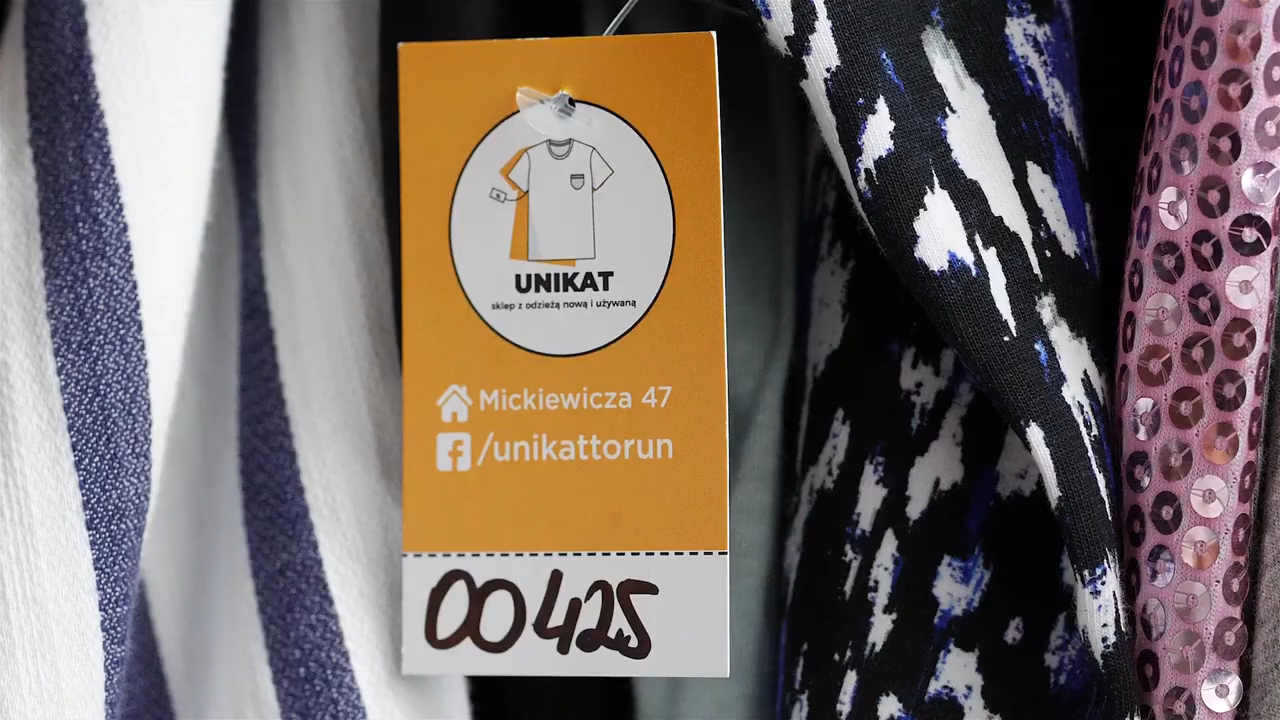 UNIKAT
sklep z odzieżą nową i używaną
Mickiewicza 47
/unikattorun
00425